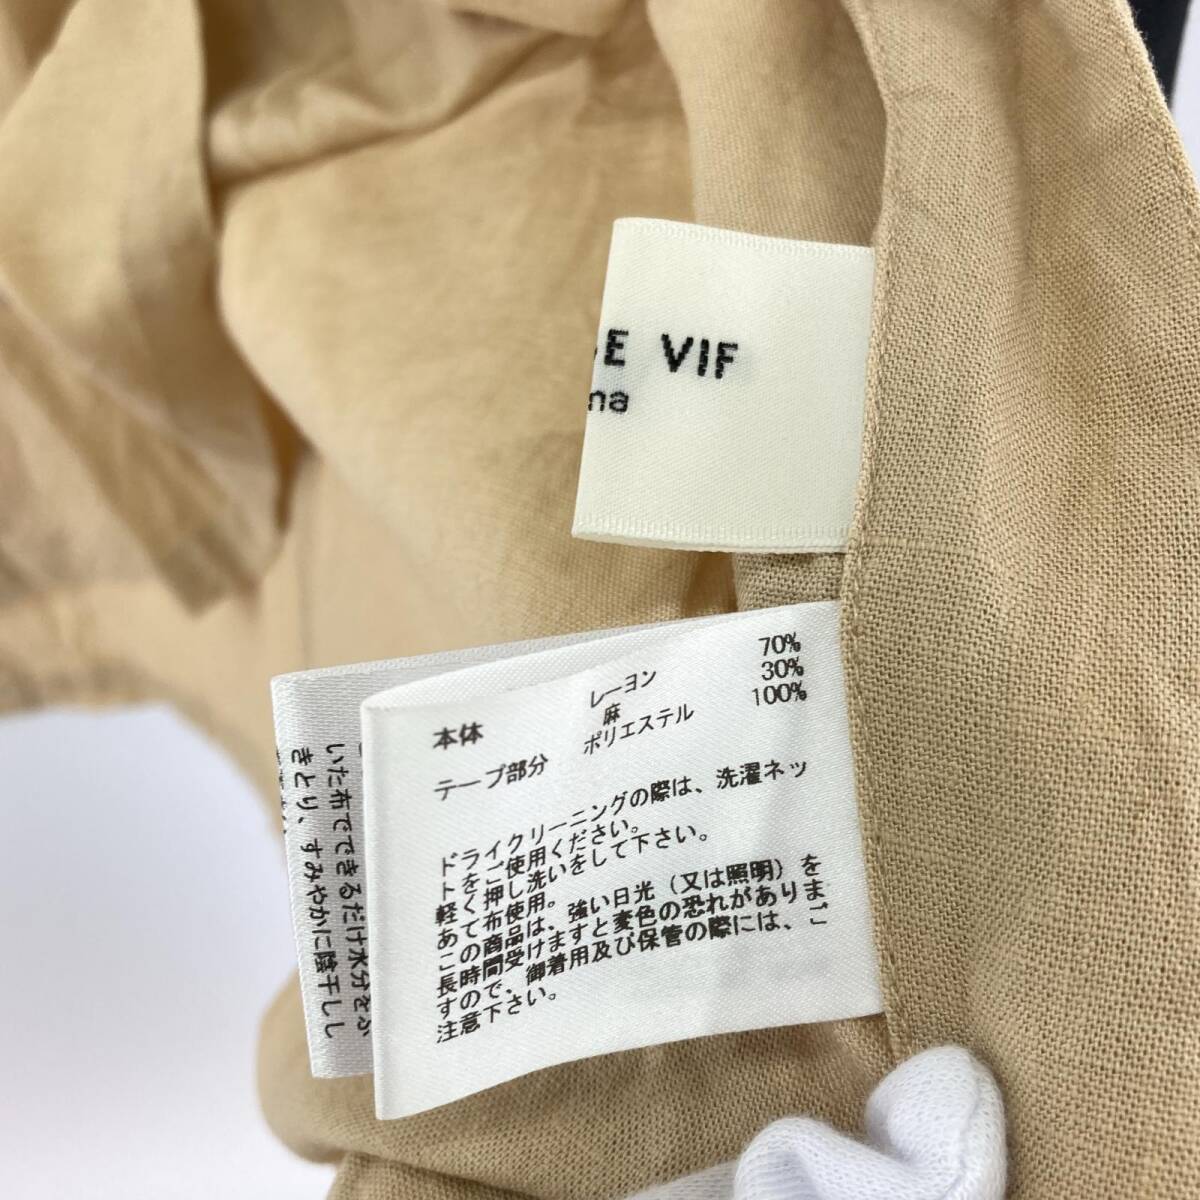 VIF
70%
レーヨン 30%
本体 麻 100%
テープ部分 ポリエステル
ドライクリーニングの際は、洗濯ネッ
トをご使用ください。
軽く押し洗いをして下さい。
あて布使用。
この商品は、強い日光（又は照明）を
長時間受けますと変色の恐れがありま
すので、御着用及び保管の際には、ご
注意下さい。
いた布でできるだけ水分をふ
きとり、すみやかに陰干しし